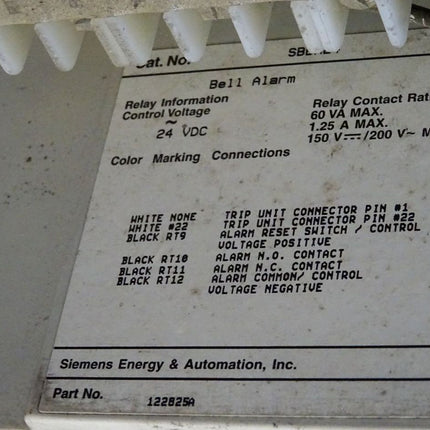 Cat. No.
Bell Alarm
Relay Information
Control Voltage
24 VDC
Relay Contact Rat
60 VA MAX.
1.25 A MAX.
150 V⎓/200 V~ M
Color Marking Connections
WHITE NONE TRIP UNIT CONNECTOR PIN #1
WHITE #22 TRIP UNIT CONNECTOR PIN #22
BLACK RT9 ALARM RESET SWITCH / CONTROL
VOLTAGE POSITIVE
BLACK RT10 ALARM N.O. CONTACT
BLACK RT11 ALARM N.C. CONTACT
BLACK RT12 ALARM COMMON/ CONTROL
VOLTAGE NEGATIVE
Siemens Energy & Automation, Inc.
Part No. 122825A